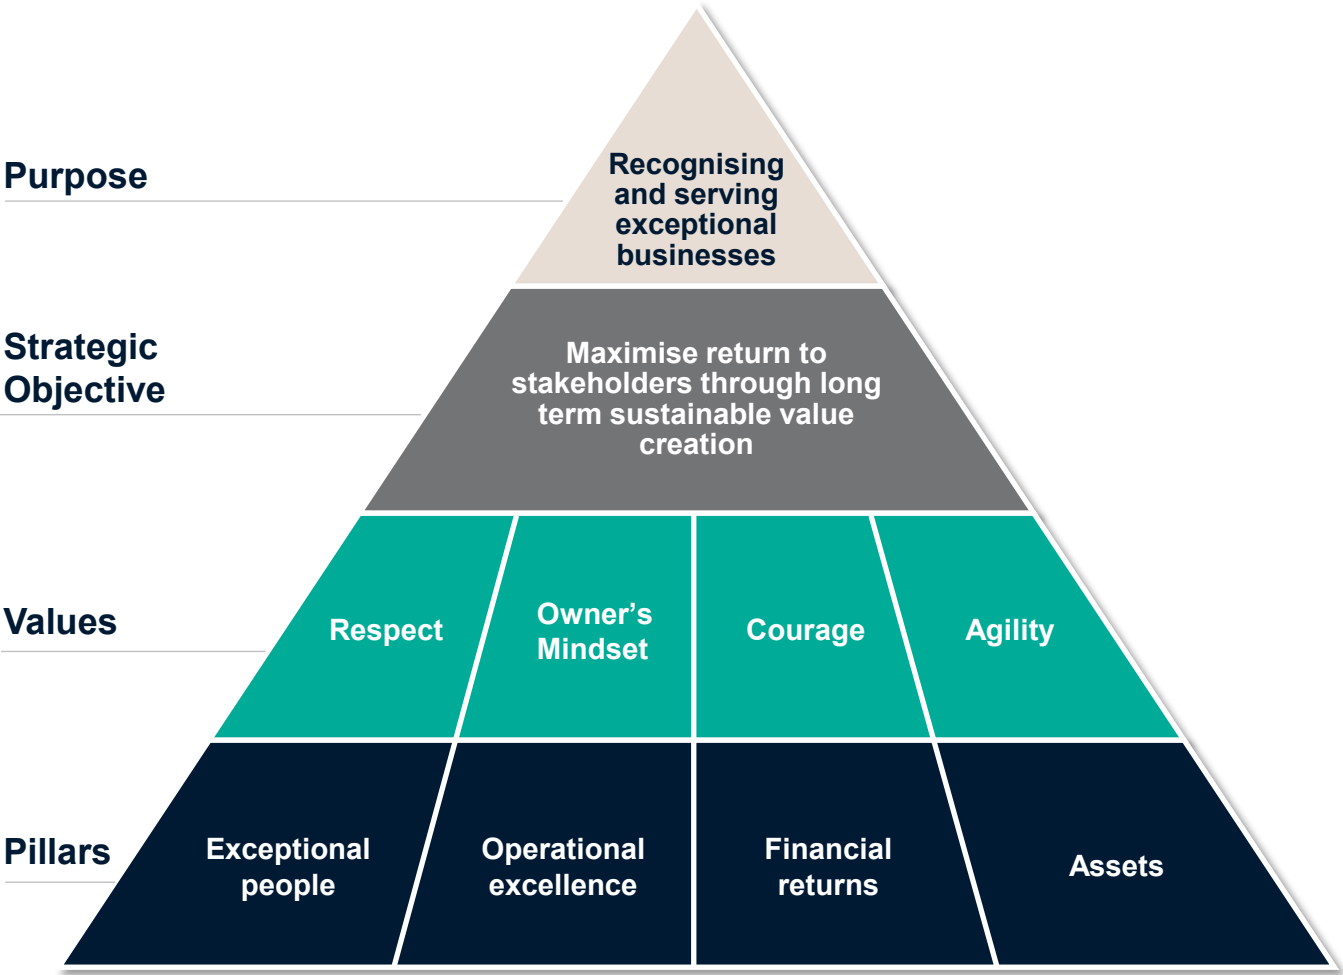 Purpose
Recognising
and serving
exceptional
businesses
Strategic
Objective
Maximise return to
stakeholders through long
term sustainable value
creation
Values
Respect
Owner’s
Mindset
Courage
Agility
Pillars
Exceptional
people
Operational
excellence
Financial
returns
Assets